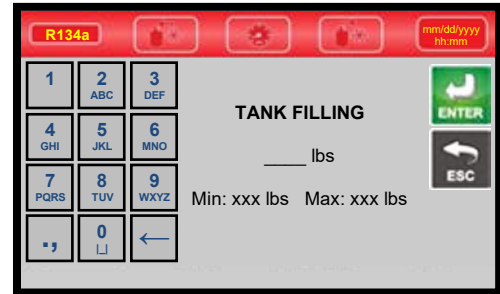 R134a
mm/dd/yyyy
hh:mm
1
2
ABC
3
DEF
4
GHI
5
JKL
6
MNO
7
PQRS
8
TUV
9
WXYZ
.,
0
⌴
←
TANK FILLING
____ lbs
Min: xxx lbs Max: xxx lbs
ENTER
ESC